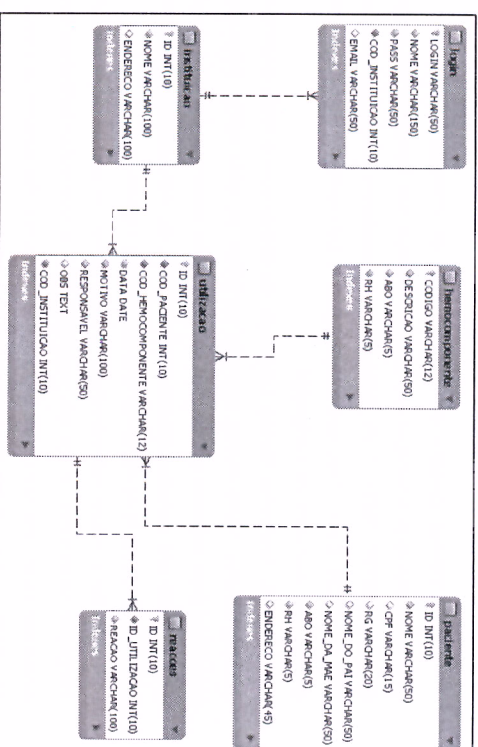 login
LOGIN VARCHAR(50)
NOME VARCHAR(150)
PASS VARCHAR(50)
COD_INSTITUICAO INT(10)
EMAIL VARCHAR(50)
Indexes
hemocomponente
CODIGO VARCHAR(12)
DESCRICAO VARCHAR(50)
ABO VARCHAR(5)
RH VARCHAR(5)
Indexes
paciente
ID INT(10)
NOME VARCHAR(50)
CPF VARCHAR(15)
RG VARCHAR(20)
NOME_DO_PAI VARCHAR(50)
NOME_DA_MAE VARCHAR(50)
ABO VARCHAR(5)
RH VARCHAR(5)
ENDERECO VARCHAR(45)
Indexes
instituicao
ID INT(10)
NOME VARCHAR(100)
ENDERECO VARCHAR(100)
Indexes
utilizacao
ID INT(10)
COD_PACIENTE INT(10)
COD_HEMOCOMPONENTE VARCHAR(12)
DATA DATE
MOTIVO VARCHAR(100)
RESPONSAVEL VARCHAR(50)
OBS TEXT
COD_INSTITUICAO INT(10)
Indexes
reacoes
ID INT(10)
ID_UTILIZACAO INT(10)
REACAO VARCHAR(100)
Indexes